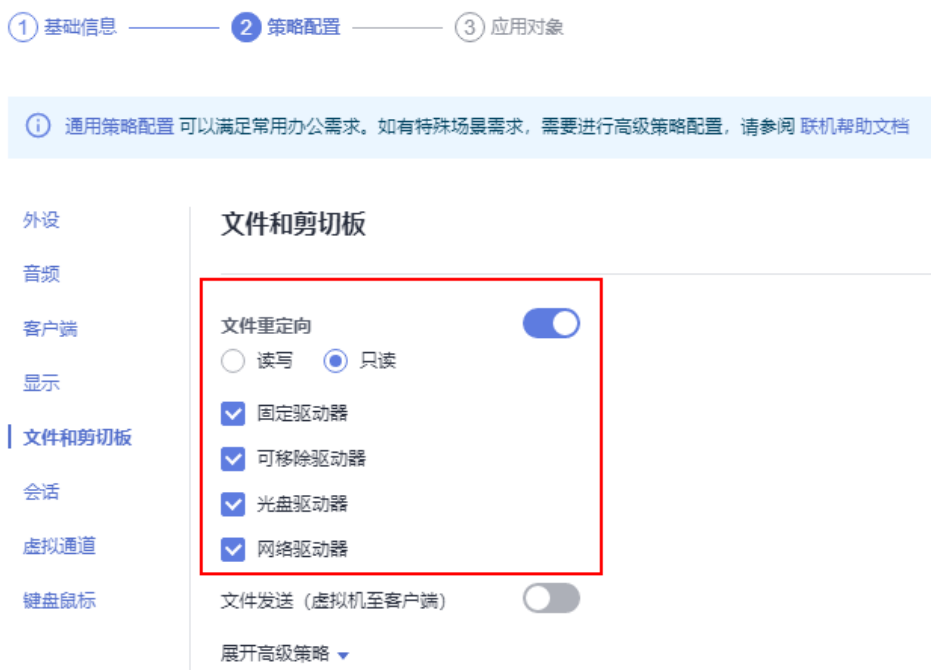 1 基础信息 2 策略配置 3 应用对象
通用策略配置 可以满足常用办公需求。如有特殊场景需求，需要进行高级策略配置，请参阅 联机帮助文档
外设
音频
客户端
显示
文件和剪切板
会话
虚拟通道
键盘鼠标
文件和剪切板
文件重定向
读写 只读
固定驱动器
可移除驱动器
光盘驱动器
网络驱动器
文件发送（虚拟机至客户端）
展开高级策略